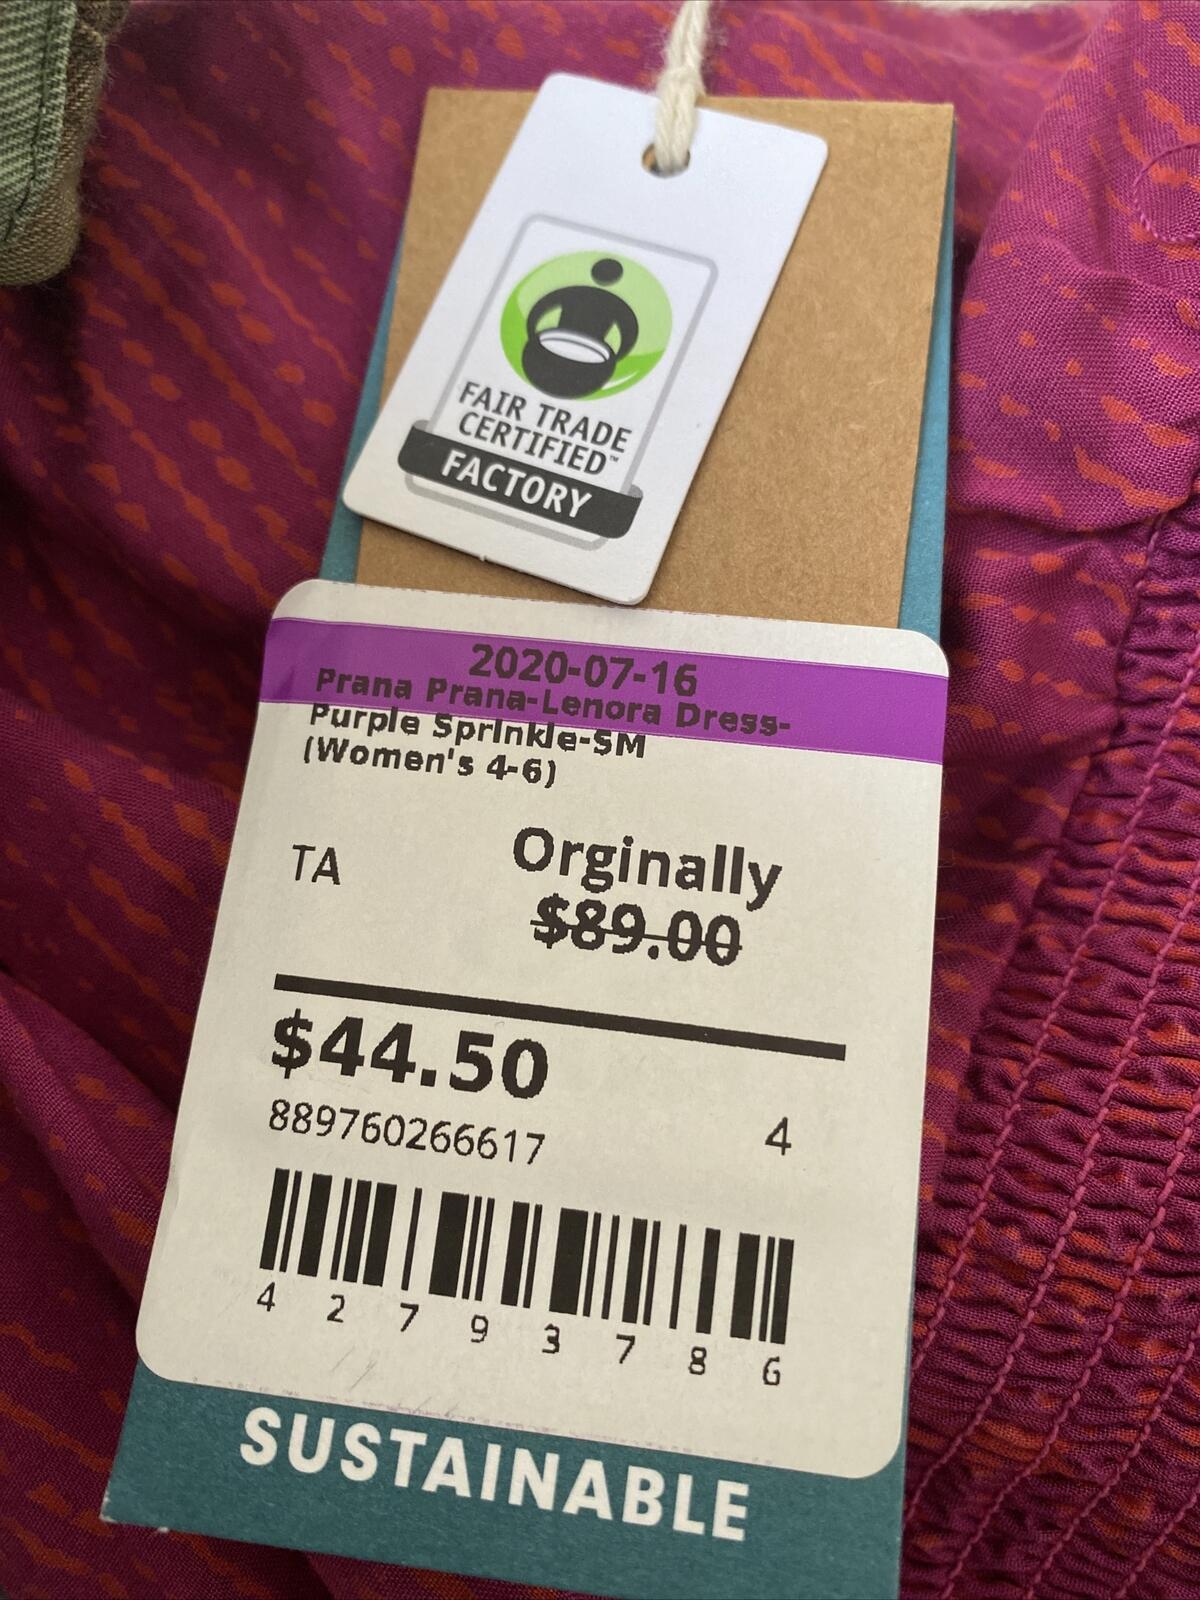 FAIR TRADE
CERTIFIED™
FACTORY
2020-07-16
Prana Prana-Lenora Dress-
Purple Sprinkle-SM
(Women's 4-6)
TA
Orginally
$89.00
$44.50
889760266617
4
4 2 7 9 3 7 8 6
SUSTAINABLE